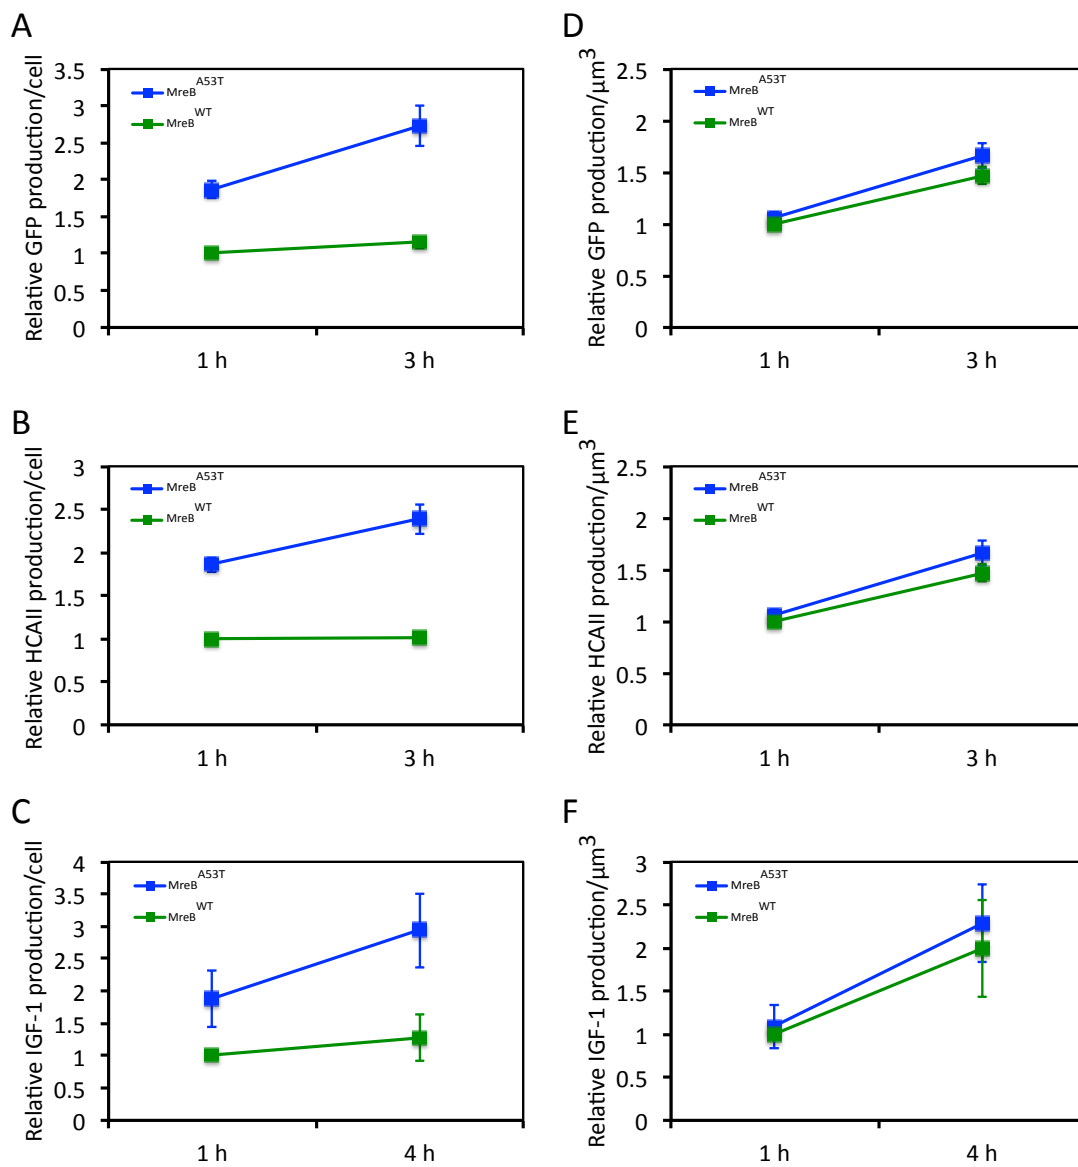 A
Relative GFP production/cell
3.5
3
2.5
2
1.5
1
0.5
0
MreB^A53T
MreB^WT
1 h 3 h
D
Relative GFP production/µm³
2.5
2
1.5
1
0.5
0
MreB^A53T
MreB^WT
1 h 3 h
B
Relative HCAII production/cell
3
2.5
2
1.5
1
0.5
0
MreB^A53T
MreB^WT
1 h 3 h
E
Relative HCAII production/µm³
2.5
2
1.5
1
0.5
0
MreB^A53T
MreB^WT
1 h 3 h
C
Relative IGF-1 production/cell
4
3.5
3
2.5
2
1.5
1
0.5
0
MreB^A53T
MreB^WT
1 h 4 h
F
Relative IGF-1 production/µm³
3
2.5
2
1.5
1
0.5
0
MreB^A53T
MreB^WT
1 h 4 h